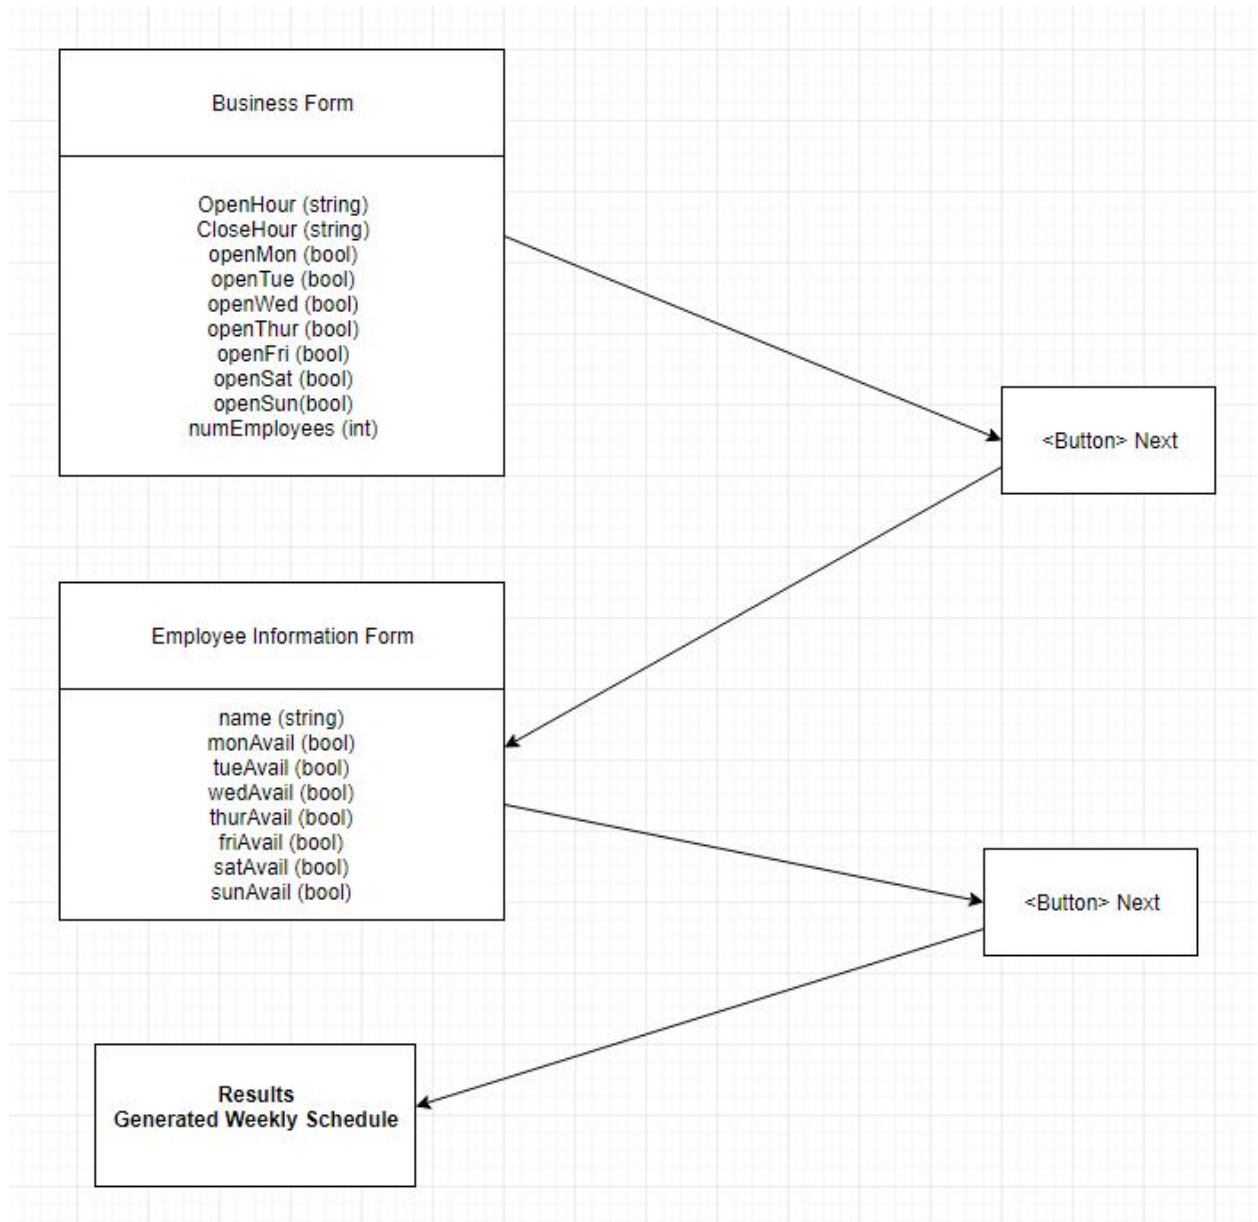 Business Form
OpenHour (string)
CloseHour (string)
openMon (bool)
openTue (bool)
openWed (bool)
openThur (bool)
openFri (bool)
openSat (bool)
openSun(bool)
numEmployees (int)
<Button> Next
Employee Information Form
name (string)
monAvail (bool)
tueAvail (bool)
wedAvail (bool)
thurAvail (bool)
friAvail (bool)
satAvail (bool)
sunAvail (bool)
<Button> Next
Results
Generated Weekly Schedule